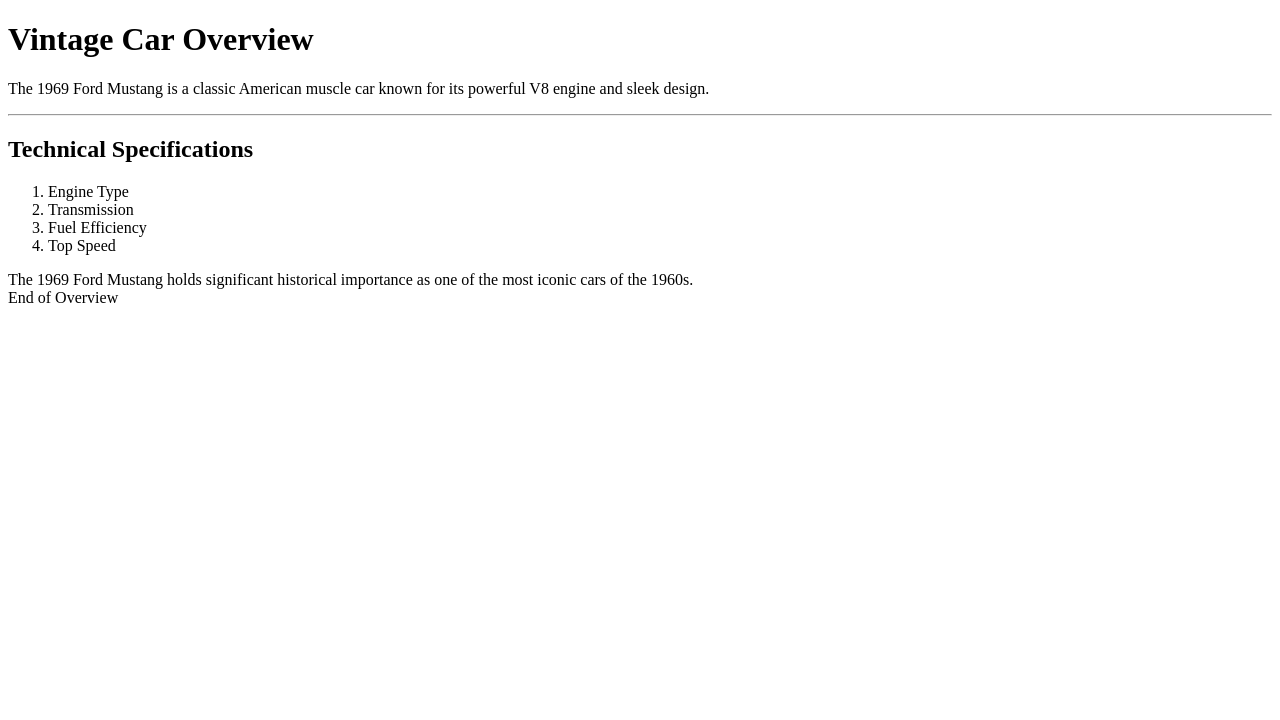 Vintage Car Overview
The 1969 Ford Mustang is a classic American muscle car known for its powerful V8 engine and sleek design.
Technical Specifications
1. Engine Type
2. Transmission
3. Fuel Efficiency
4. Top Speed
The 1969 Ford Mustang holds significant historical importance as one of the most iconic cars of the 1960s.
End of Overview